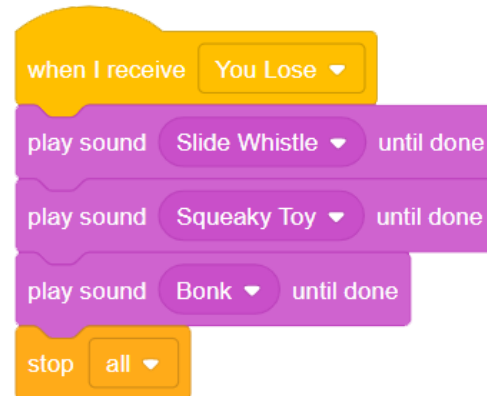 when I receive You Lose
play sound Slide Whistle until done
play sound Squeaky Toy until done
play sound Bonk until done
stop all